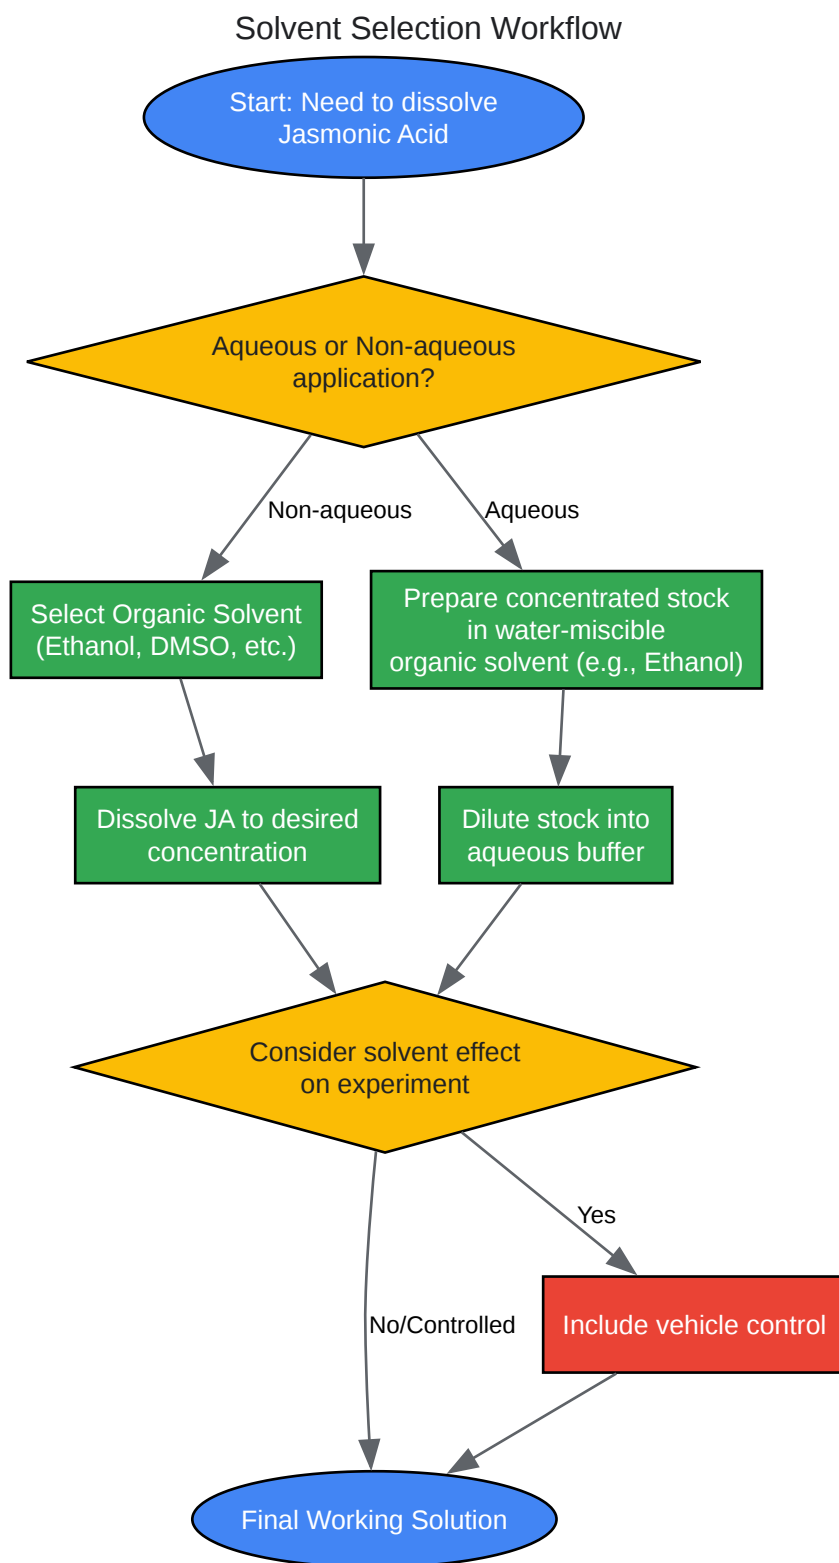 Solvent Selection Workflow
Start: Need to dissolve
Jasmonic Acid
Aqueous or Non-aqueous
application?
Non-aqueous
Aqueous
Select Organic Solvent
(Ethanol, DMSO, etc.)
Prepare concentrated stock
in water-miscible
organic solvent (e.g., Ethanol)
Dissolve JA to desired
concentration
Dilute stock into
aqueous buffer
Consider solvent effect
on experiment
Yes
No/Controlled
Include vehicle control
Final Working Solution